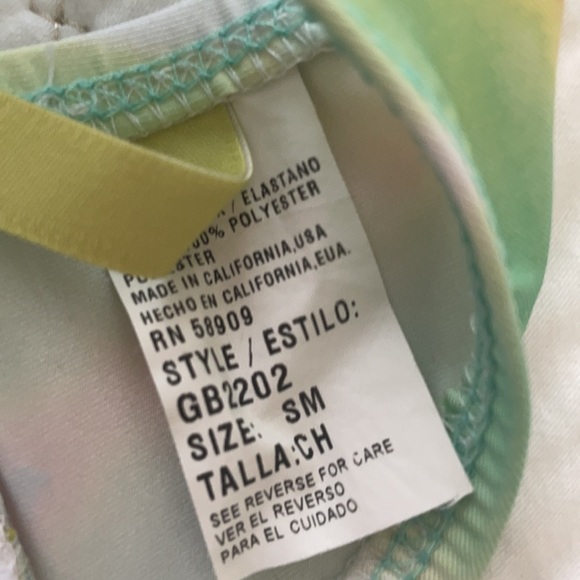 / ELASTANO
00% POLYESTER
MADE IN CALIFORNIA,USA
HECHO EN CALIFORNIA,EUA.
RN 58909
STYLE / ESTILO:
GB2202
SIZE: SM
TALLA:CH
SEE REVERSE FOR CARE
VER EL REVERSO
PARA EL CUIDADO